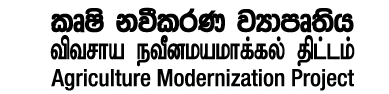 කෘෂි නවීකරණ ව්‍යාපෘතිය
விவசாய நவீனமயமாக்கல் திட்டம்
Agriculture Modernization Project